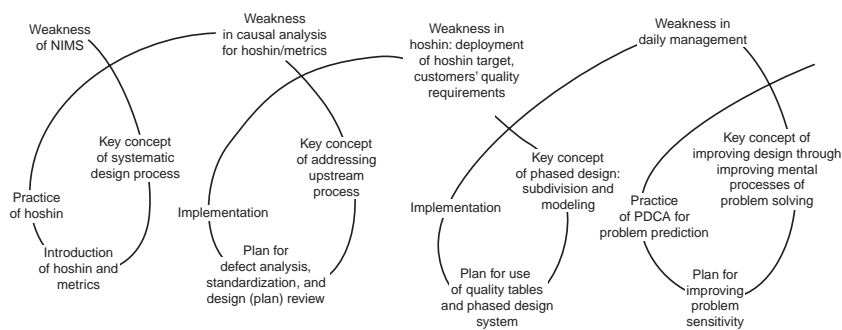 Weakness
of NIMS
Weakness
in causal analysis
for hoshin/metrics
Weakness in
hoshin: deployment
of hoshin target,
customers' quality
requirements
Weakness in
daily management
Key concept
of systematic
design process
Key concept
of addressing
upstream
process
Key concept
of phased design:
subdivision and
modeling
Key concept of
improving design through
improving mental
processes of
problem solving
Practice
of hoshin
Implementation
Implementation
Practice
of PDCA for
problem prediction
Introduction
of hoshin and
metrics
Plan for
defect analysis,
standardization, and
design (plan) review
Plan for use
of quality tables
and phased design
system
Plan for
improving
problem
sensitivity